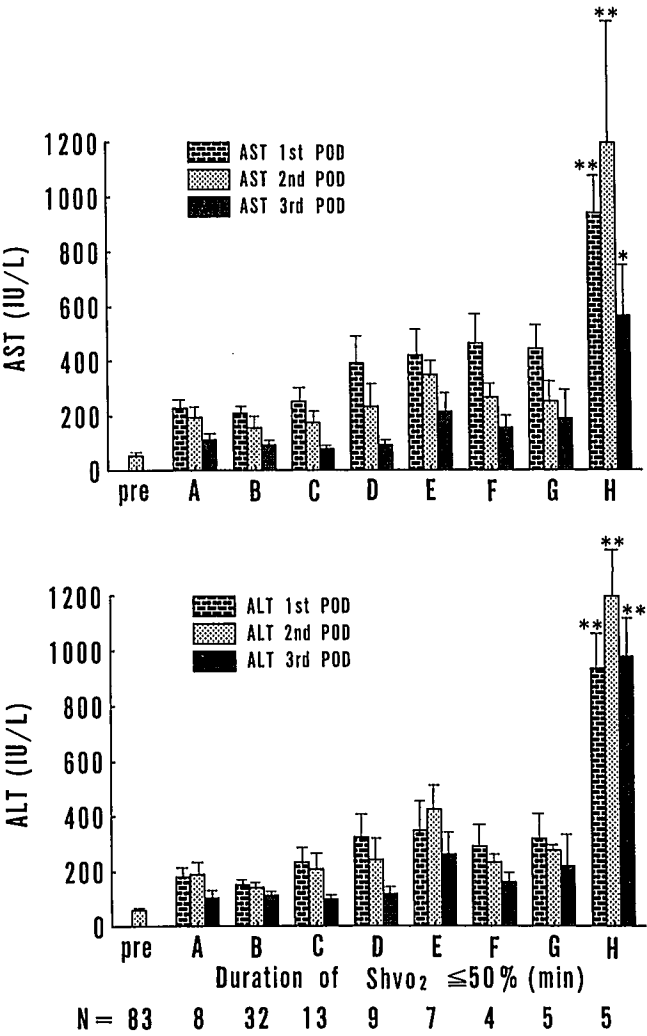 **
1200
AST 1st POD
AST 2nd POD
**
1000
AST 3rd POD
800
*
AST (IU/L)
600
400
200
0
pre A B C D E F G H
**
1200
ALT 1st POD
** **
ALT 2nd POD
1000
ALT 3rd POD
800
ALT (IU/L)
600
400
200
0
pre A B C D E F G H
Duration of Shvo₂ ≦50% (min)
N= 83 8 32 13 9 7 4 5 5